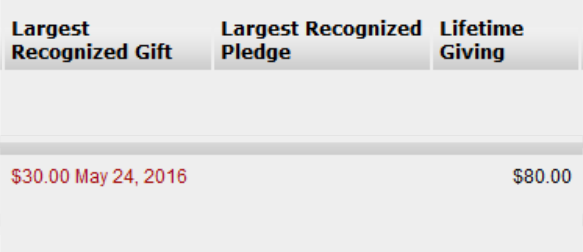 Largest Recognized Gift
Largest Recognized Pledge
Lifetime Giving
$30.00 May 24, 2016
$80.00